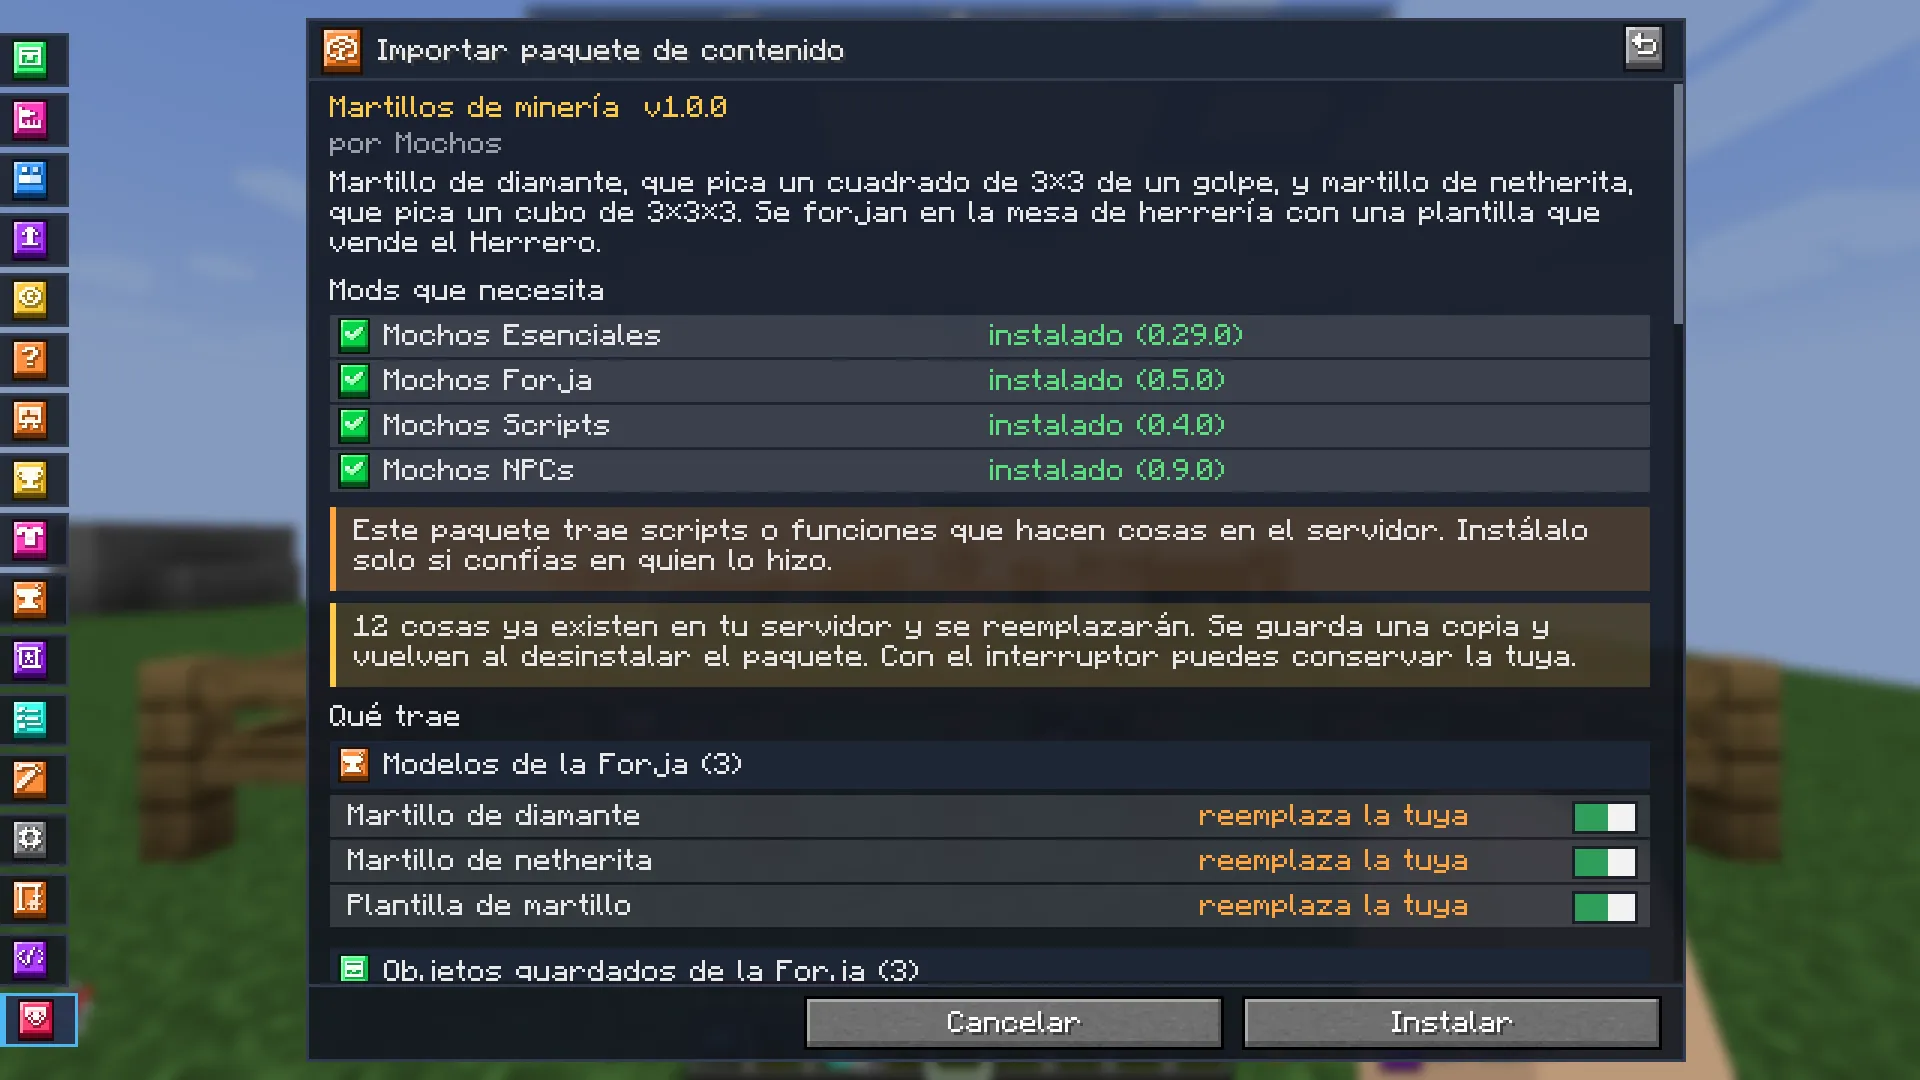 Importar paquete de contenido
Martillos de minería v1.0.0
por Mochos
Martillo de diamante, que pica un cuadrado de 3×3 de un golpe, y martillo de netherita,
que pica un cubo de 3×3×3. Se forjan en la mesa de herrería con una plantilla que
vende el Herrero.
Mods que necesita
Mochos Esenciales instalado (0.29.0)
Mochos Forja instalado (0.5.0)
Mochos Scripts instalado (0.4.0)
Mochos NPCs instalado (0.9.0)
Este paquete trae scripts o funciones que hacen cosas en el servidor. Instálalo
solo si confías en quien lo hizo.
12 cosas ya existen en tu servidor y se reemplazarán. Se guarda una copia y
vuelven al desinstalar el paquete. Con el interruptor puedes conservar la tuya.
Qué trae
Modelos de la Forja (3)
Martillo de diamante reemplaza la tuya
Martillo de netherita reemplaza la tuya
Plantilla de martillo reemplaza la tuya
Objetos guardados de la Forja (3)
Cancelar
Instalar